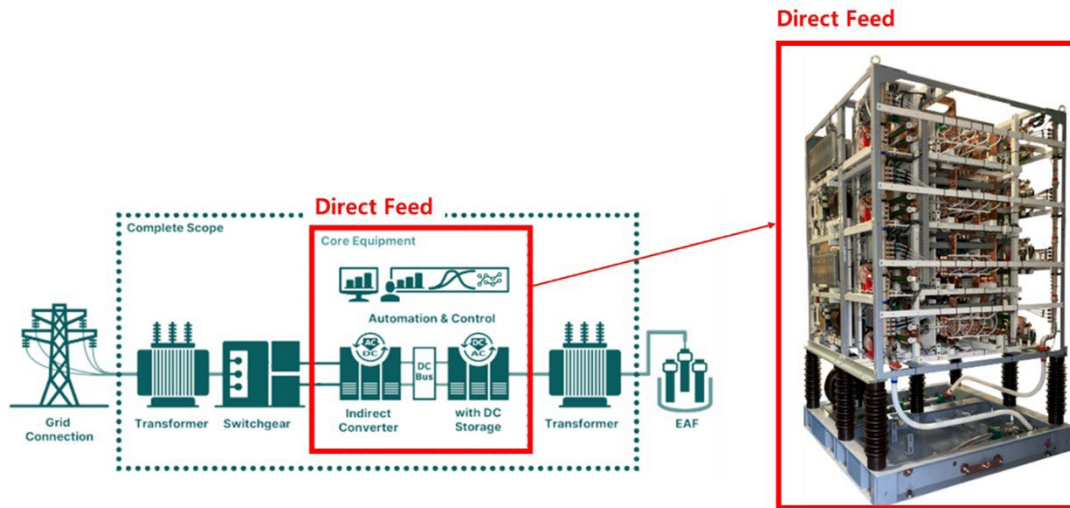 Direct Feed
Direct Feed
Complete Scope
Core Equipment
Automation & Control
AC
DC
DC
AC
DC
Bus
Grid
Connection
Transformer
Switchgear
Indirect
Converter
with DC
Storage
Transformer
EAF